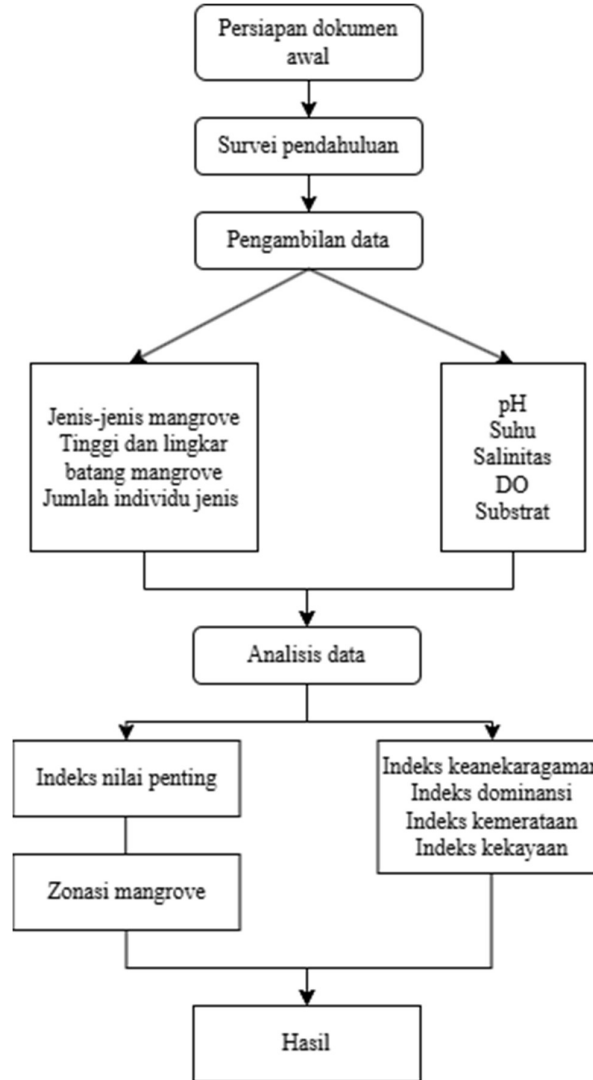 Persiapan dokumen
awal
Survei pendahuluan
Pengambilan data
Jenis-jenis mangrove
Tinggi dan lingkar
batang mangrove
Jumlah individu jenis
pH
Suhu
Salinitas
DO
Substrat
Analisis data
Indeks nilai penting
Zonasi mangrove
Indeks keanekaragaman
Indeks dominansi
Indeks kemerataan
Indeks kekayaan
Hasil